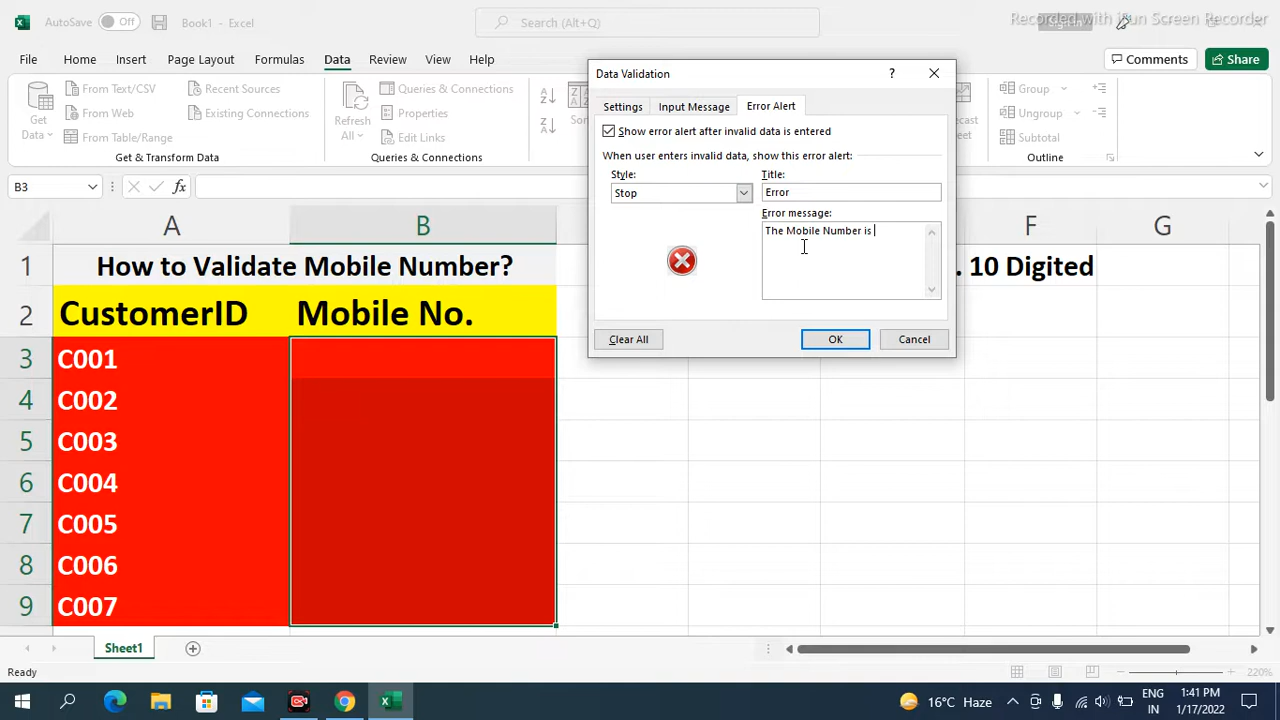 AutoSave Off Book1 - Excel Search (Alt+Q) Recorded with iFun Screen Recorder
File Home Insert Page Layout Formulas Data Review View Help Comments Share
Get Data
From Text/CSV
From Web
From Table/Range
Recent Sources
Existing Connections
Get & Transform Data
Refresh All
Queries & Connections
Properties
Edit Links
Queries & Connections
Group
Ungroup
Subtotal
Outline
Data Validation ?
Settings Input Message Error Alert
Show error alert after invalid data is entered
When user enters invalid data, show this error alert:
Style: Title:
Stop Error
Error message:
The Mobile Number is
Clear All OK Cancel
B3
A B F G
1 How to Validate Mobile Number? . 10 Digited
2 CustomerID Mobile No.
3 C001
4 C002
5 C003
6 C004
7 C005
8 C006
9 C007
Sheet1
Ready 220%
16°C Haze ENG IN 1:41 PM 1/17/2022